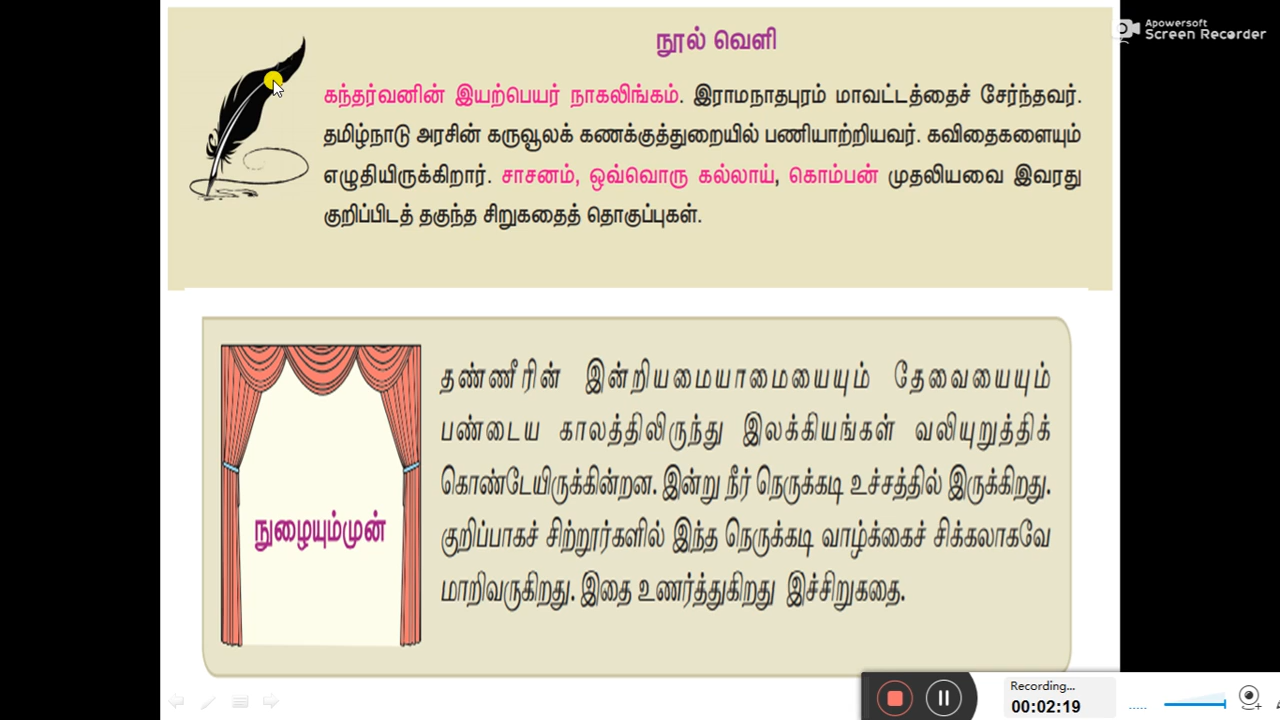 Apowersoft
Screen Recorder
நூல் வெளி
கந்தர்வனின் இயற்பெயர் நாகலிங்கம். இராமநாதபுரம் மாவட்டத்தைச் சேர்ந்தவர்.
தமிழ்நாடு அரசின் கருவூலக் கணக்குத்துறையில் பணியாற்றியவர். கவிதைகளையும்
எழுதியிருக்கிறார். சாசனம், ஒவ்வொரு கல்லாய், கொம்பன் முதலியவை இவரது
குறிப்பிடத் தகுந்த சிறுகதைத் தொகுப்புகள்.
நுழையும்முன்
தண்ணீரின் இன்றியமையாமையையும் தேவையையும்
பண்டைய காலத்திலிருந்து இலக்கியங்கள் வலியுறுத்திக்
கொண்டேயிருக்கின்றன. இன்று நீர் நெருக்கடி உச்சத்தில் இருக்கிறது.
குறிப்பாகச் சிற்றூர்களில் இந்த நெருக்கடி வாழ்க்கைச் சிக்கலாகவே
மாறிவருகிறது. இதை உணர்த்துகிறது இச்சிறுகதை.
Recording...
00:02:19